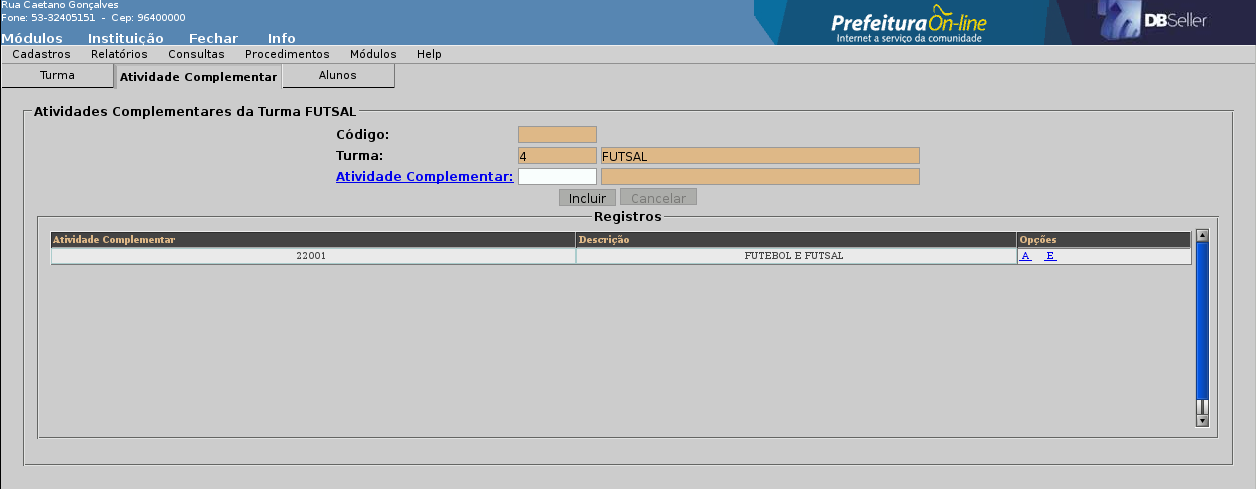 Rua Caetano Gonçalves
Fone: 53-32405151 - Cep: 96400000
Prefeitura On-line
Internet a serviço da comunidade
DBSeller
Módulos Instituição Fechar Info
Cadastros Relatórios Consultas Procedimentos Módulos Help
Turma Atividade Complementar Alunos
Atividades Complementares da Turma FUTSAL
Código:
Turma: 4 FUTSAL
Atividade Complementar:
Incluir Cancelar
Registros
Atividade Complementar Descrição Opções
22001 FUTEBOL E FUTSAL A E